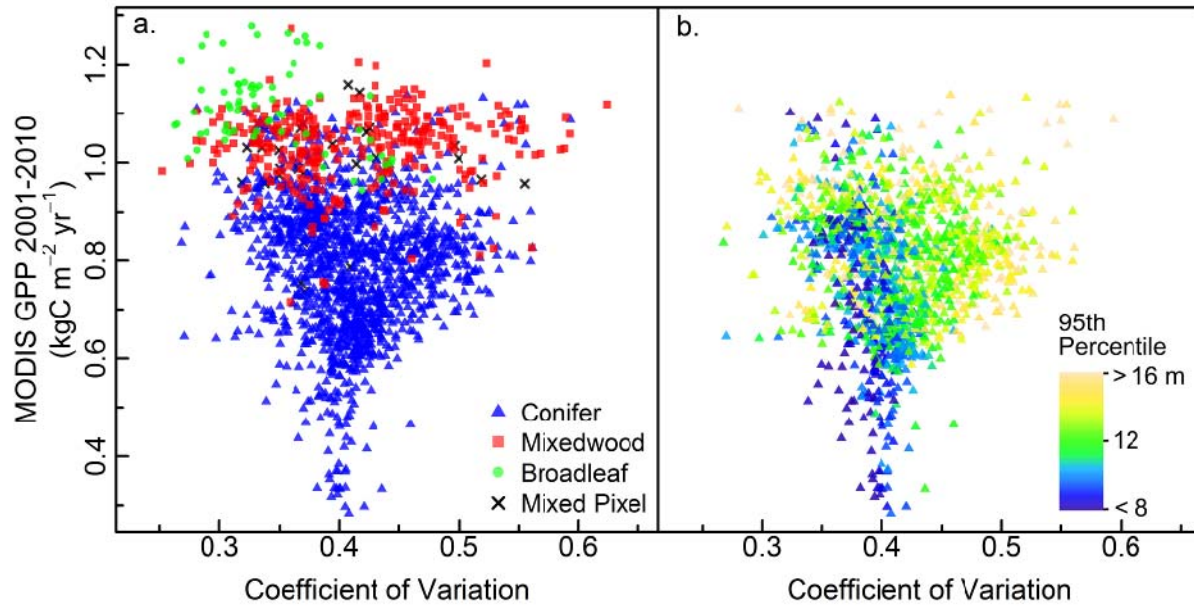 a.
b.
MODIS GPP 2001-2010
(kgC m⁻² yr⁻¹)
1.2
1.0
0.8
0.6
0.4
Conifer
Mixedwood
Broadleaf
Mixed Pixel
95th
Percentile
> 16 m
12
< 8
0.3 0.4 0.5 0.6
0.3 0.4 0.5 0.6
Coefficient of Variation
Coefficient of Variation